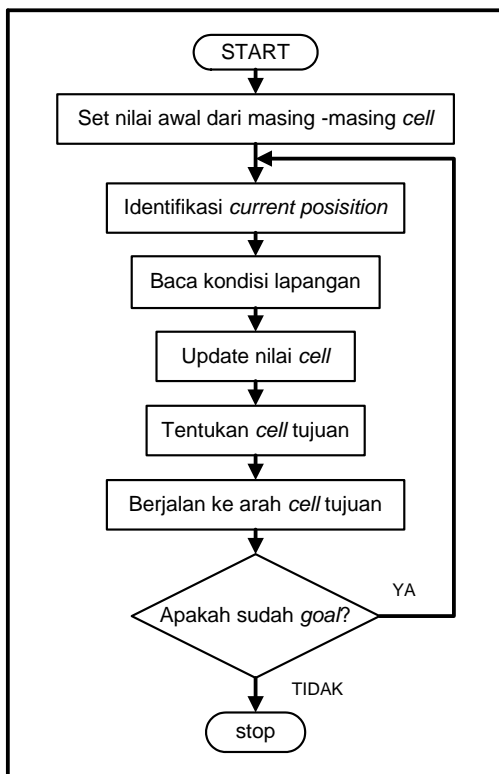 START
Set nilai awal dari masing -masing cell
Identifikasi current posisition
Baca kondisi lapangan
Update nilai cell
Tentukan cell tujuan
Berjalan ke arah cell tujuan
Apakah sudah goal?
YA
TIDAK
stop